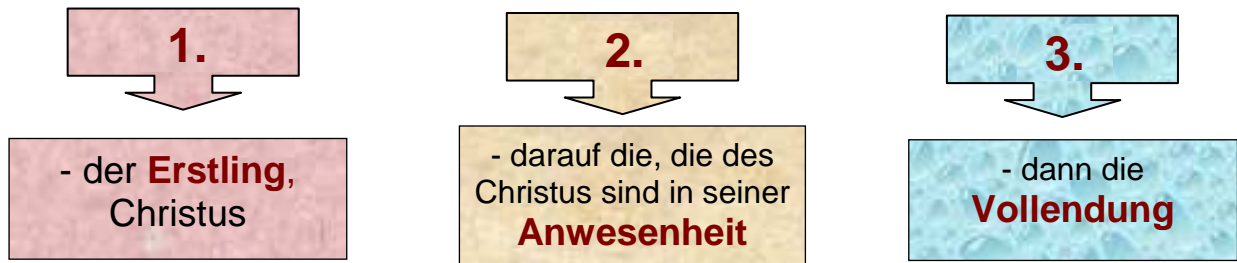 1.
- der Erstling,
Christus
2.
- darauf die, die des
Christus sind in seiner
Anwesenheit
3.
- dann die
Vollendung